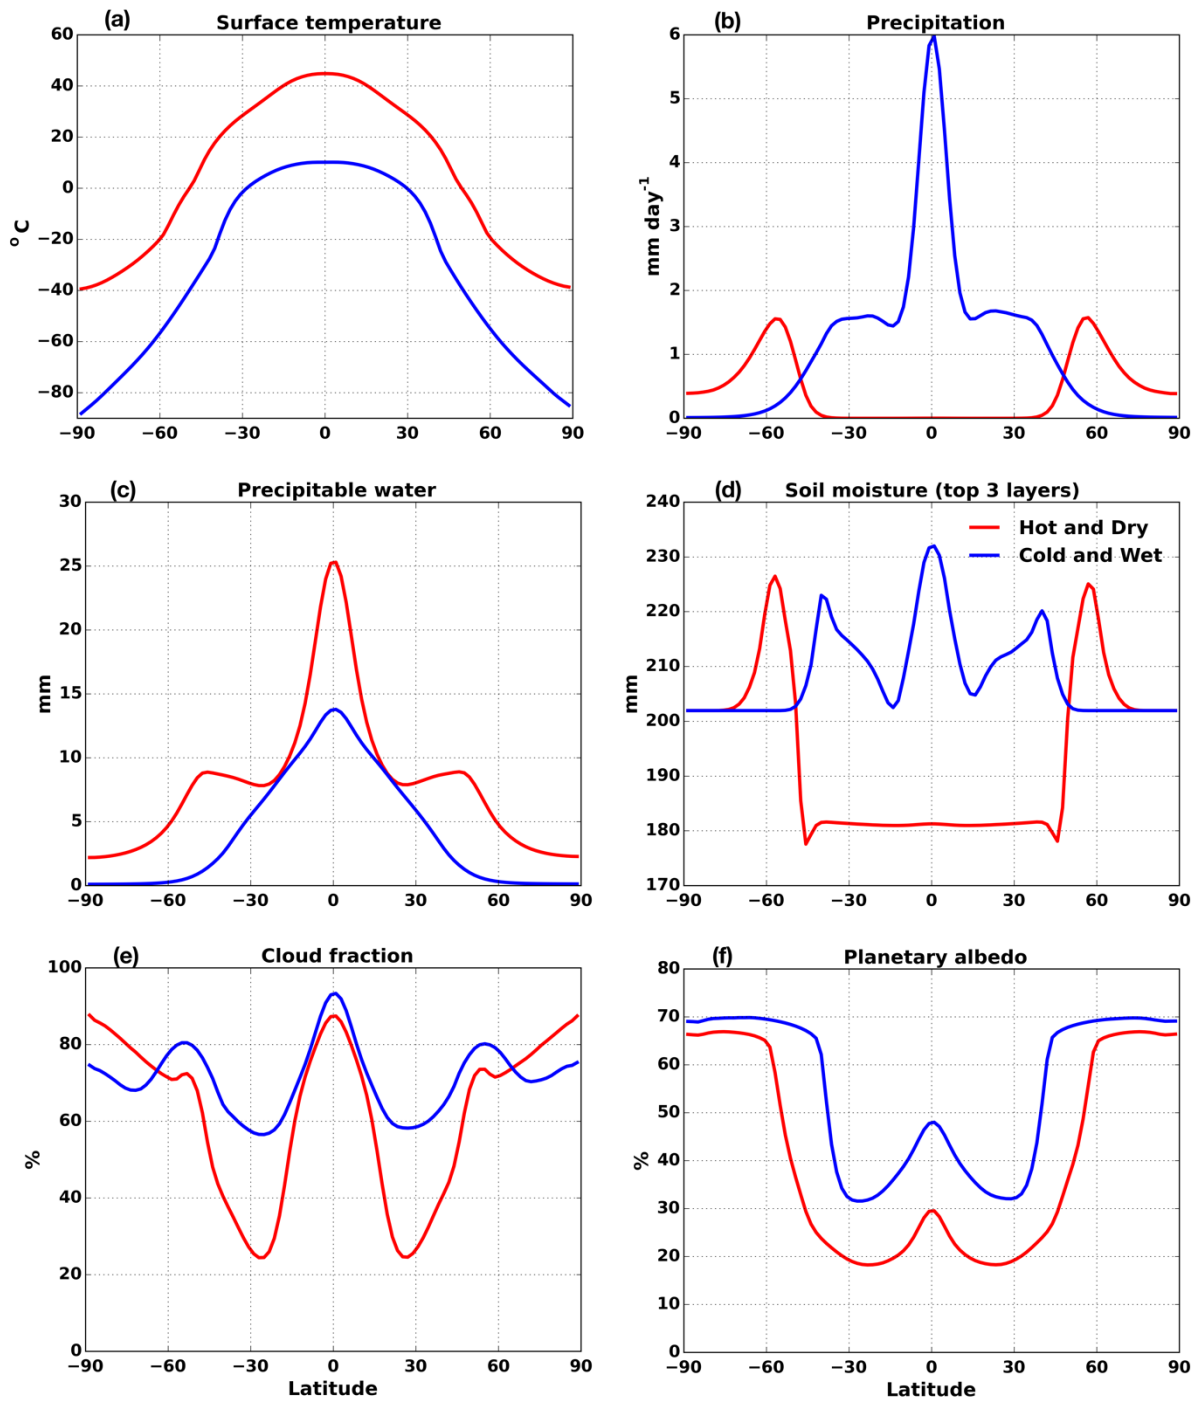 (a) Surface temperature
60
40
20
0
−20
−40
−60
−80
°C
−90 −60 −30 0 30 60 90
(b) Precipitation
6
5
4
3
2
1
0
mm day-1
−90 −60 −30 0 30 60 90
(c) Precipitable water
30
25
20
15
10
5
0
mm
−90 −60 −30 0 30 60 90
(d) Soil moisture (top 3 layers)
240
230
220
210
200
190
180
170
mm
Hot and Dry
Cold and Wet
−90 −60 −30 0 30 60 90
(e) Cloud fraction
100
80
60
40
20
0
%
−90 −60 −30 0 30 60 90
Latitude
(f) Planetary albedo
80
70
60
50
40
30
20
10
0
%
−90 −60 −30 0 30 60 90
Latitude